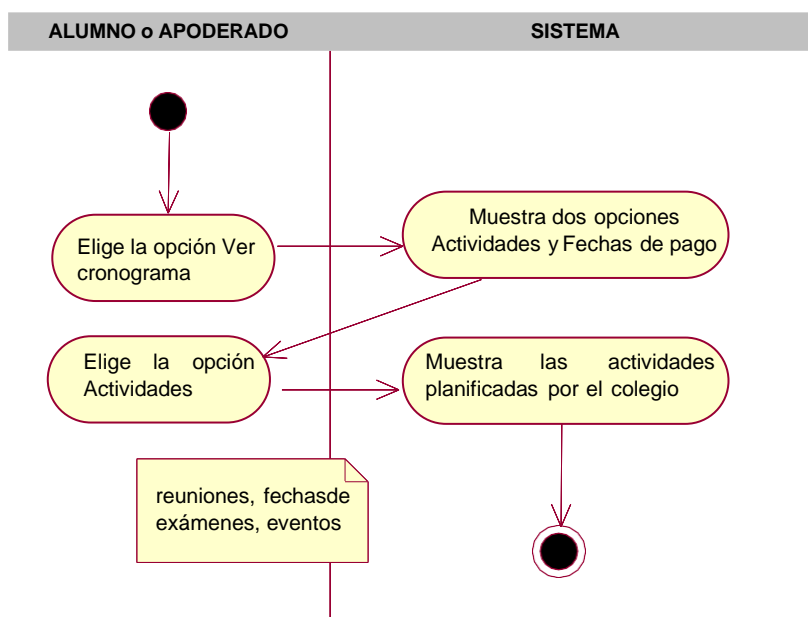 ALUMNO o APODERADO SISTEMA
Elige la opción Ver
cronograma
Muestra dos opciones
Actividades y Fechas de pago
Elige la opción
Actividades
Muestra las actividades
planificadas por el colegio
reuniones, fechasde
exámenes, eventos